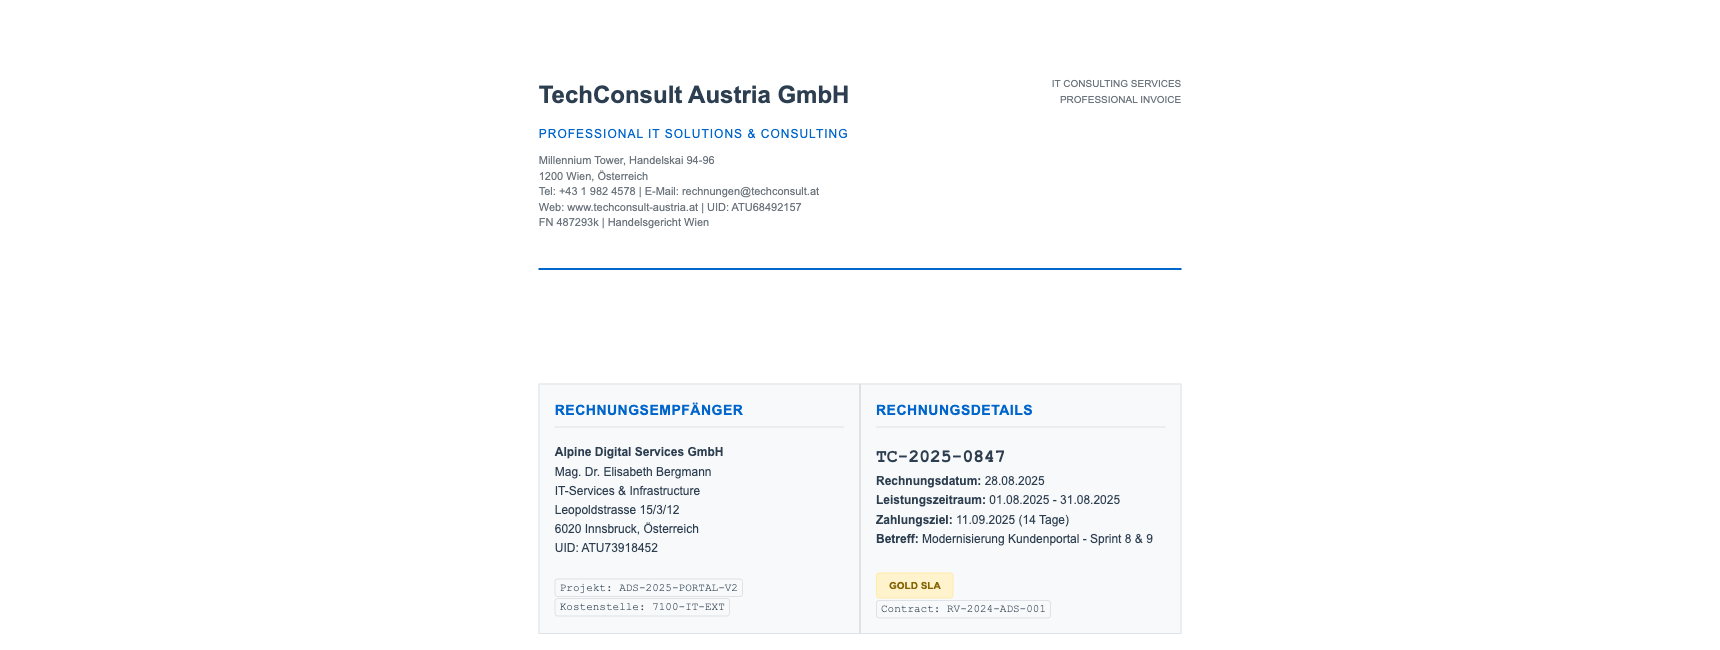 TechConsult Austria GmbH
PROFESSIONAL IT SOLUTIONS & CONSULTING
Millennium Tower, Handelskai 94-96
1200 Wien, Österreich
Tel: +43 1 982 4578 | E-Mail: rechnungen@techconsult.at
Web: www.techconsult-austria.at | UID: ATU68492157
FN 487293k | Handelsgericht Wien
IT CONSULTING SERVICES
PROFESSIONAL INVOICE
RECHNUNGSEMPFÄNGER
Alpine Digital Services GmbH
Mag. Dr. Elisabeth Bergmann
IT-Services & Infrastructure
Leopoldstrasse 15/3/12
6020 Innsbruck, Österreich
UID: ATU73918452
Projekt: ADS-2025-PORTAL-V2
Kostenstelle: 7100-IT-EXT
RECHNUNGSDETAILS
TC-2025-0847
Rechnungsdatum: 28.08.2025
Leistungszeitraum: 01.08.2025 - 31.08.2025
Zahlungsziel: 11.09.2025 (14 Tage)
Betreff: Modernisierung Kundenportal - Sprint 8 & 9
GOLD SLA
Contract: RV-2024-ADS-001